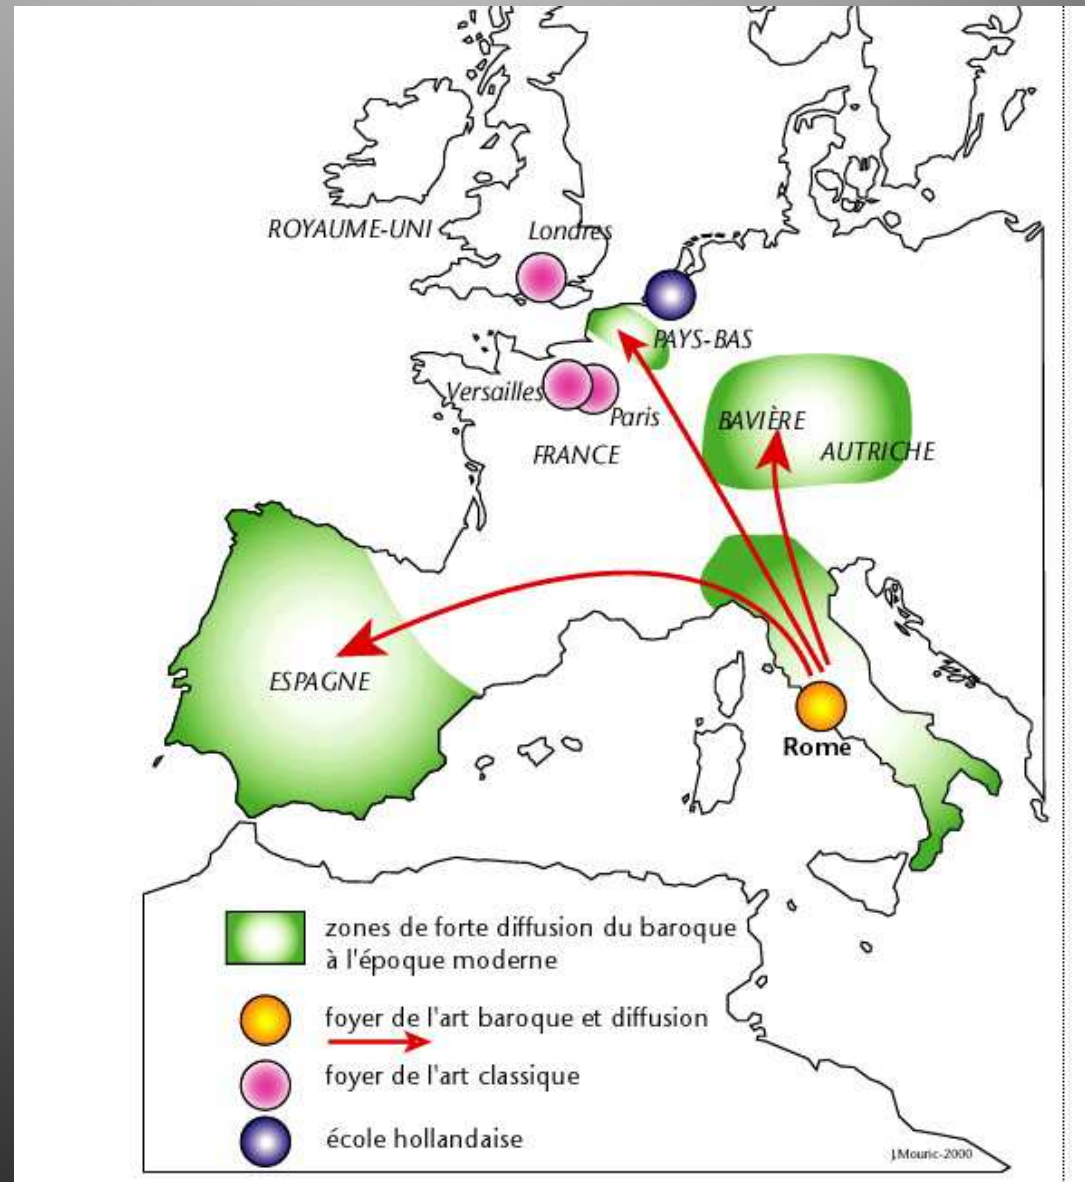 ROYAUME-UNI
Londres
PAYS-BAS
Versailles
Paris
BAVIÈRE
FRANCE
AUTRICHE
ESPAGNE
Rome
zones de forte diffusion du baroque
à l'époque moderne
foyer de l'art baroque et diffusion
foyer de l'art classique
école hollandaise
J.Mouric-2000